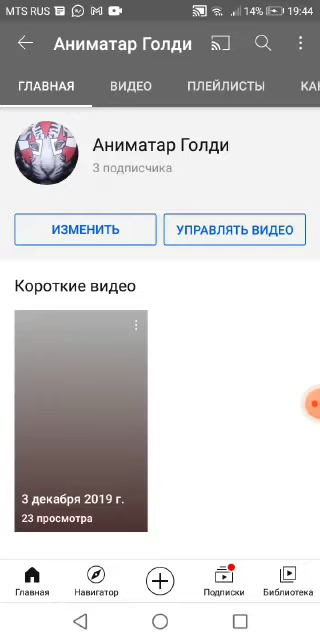 MTS RUS 14% 19:44
Аниматар Голди
ГЛАВНАЯ ВИДЕО ПЛЕЙЛИСТЫ КА
Аниматар Голди
3 подписчика
ИЗМЕНИТЬ УПРАВЛЯТЬ ВИДЕО
Короткие видео
3 декабря 2019 г.
23 просмотра
Главная Навигатор Подписки Библиотека